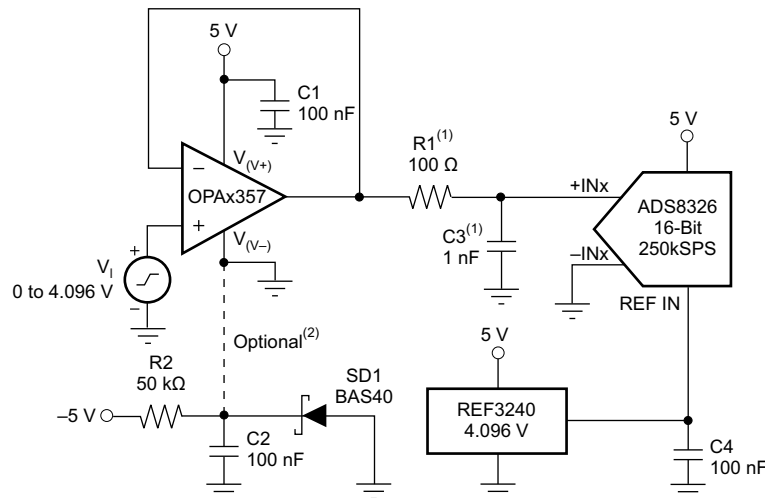 5 V
C1
100 nF
–
V(V+)
OPAx357
+
V(V–)
+
VI
–
0 to 4.096 V
R1(1)
100 Ω
C3(1)
1 nF
5 V
+INx
ADS8326
16-Bit
250kSPS
–INx
REF IN
Optional(2)
R2
50 kΩ
–5 V
SD1
BAS40
C2
100 nF
5 V
REF3240
4.096 V
C4
100 nF